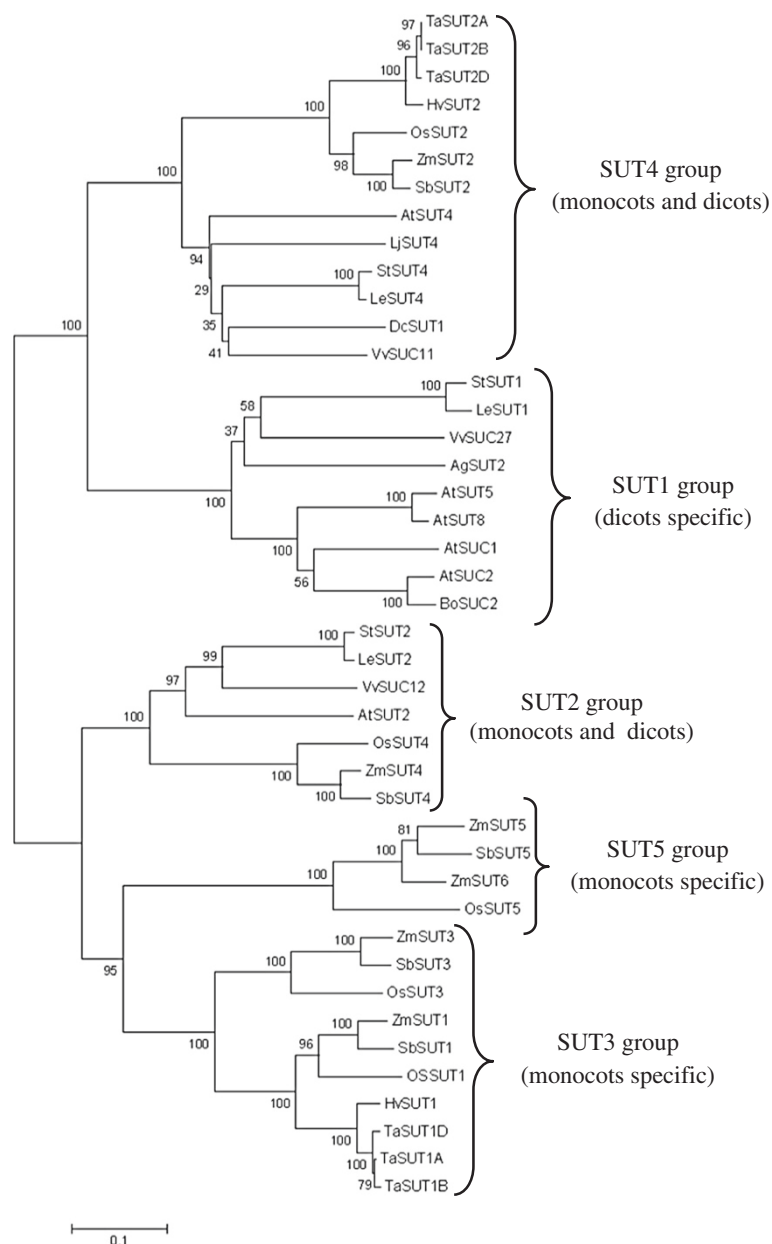 97
TaSUT2A
96
TaSUT2B
100
TaSUT2D
100
HvSUT2
OsSUT2
98
ZmSUT2
100
SbSUT2
100
AtSUT4
94
LjSUT4
29
100
StSUT4
LeSUT4
35
DcSUT1
41
VvSUC11
SUT4 group
(monocots and dicots)
100
100
StSUT1
58
LeSUT1
37
VvSUC27
AgSUT2
100
100
AtSUT5
AtSUT8
100
AtSUC1
56
AtSUC2
100
BoSUC2
SUT1 group
(dicots specific)
100
StSUT2
99
LeSUT2
97
VvSUC12
100
AtSUT2
OsSUT4
100
ZmSUT4
100
SbSUT4
SUT2 group
(monocots and dicots)
81
ZmSUT5
100
SbSUT5
ZmSUT6
100
OsSUT5
SUT5 group
(monocots specific)
95
100
ZmSUT3
100
SbSUT3
OsSUT3
100
100
ZmSUT1
96
SbSUT1
OSSUT1
100
HvSUT1
100
TaSUT1D
100
TaSUT1A
79
TaSUT1B
SUT3 group
(monocots specific)
0.1